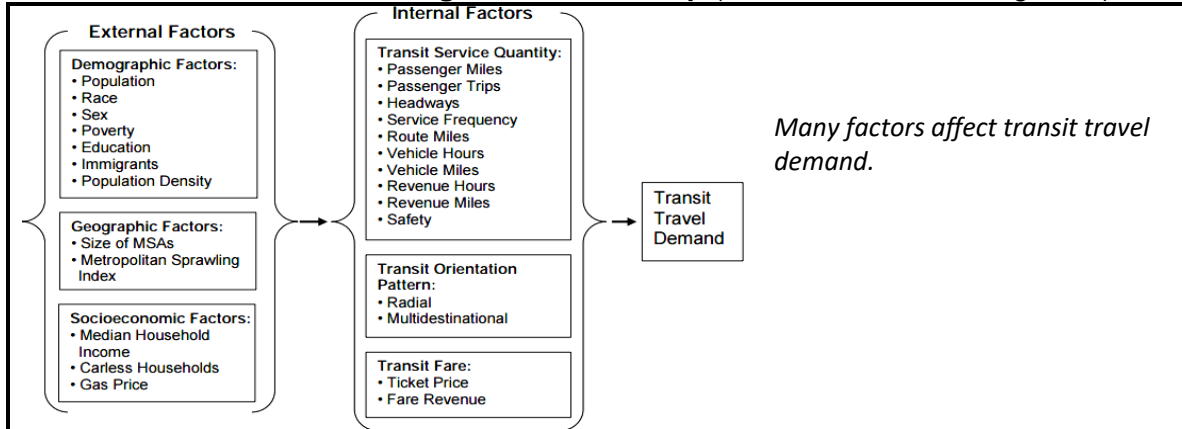 External Factors
Demographic Factors:
• Population
• Race
• Sex
• Poverty
• Education
• Immigrants
• Population Density
Geographic Factors:
• Size of MSAs
• Metropolitan Sprawling
Index
Socioeconomic Factors:
• Median Household
Income
• Carless Households
• Gas Price
Internal Factors
Transit Service Quantity:
• Passenger Miles
• Passenger Trips
• Headways
• Service Frequency
• Route Miles
• Vehicle Hours
• Vehicle Miles
• Revenue Hours
• Revenue Miles
• Safety
Transit Orientation
Pattern:
• Radial
• Multidestinational
Transit Fare:
• Ticket Price
• Fare Revenue
Transit
Travel
Demand
Many factors affect transit travel
demand.